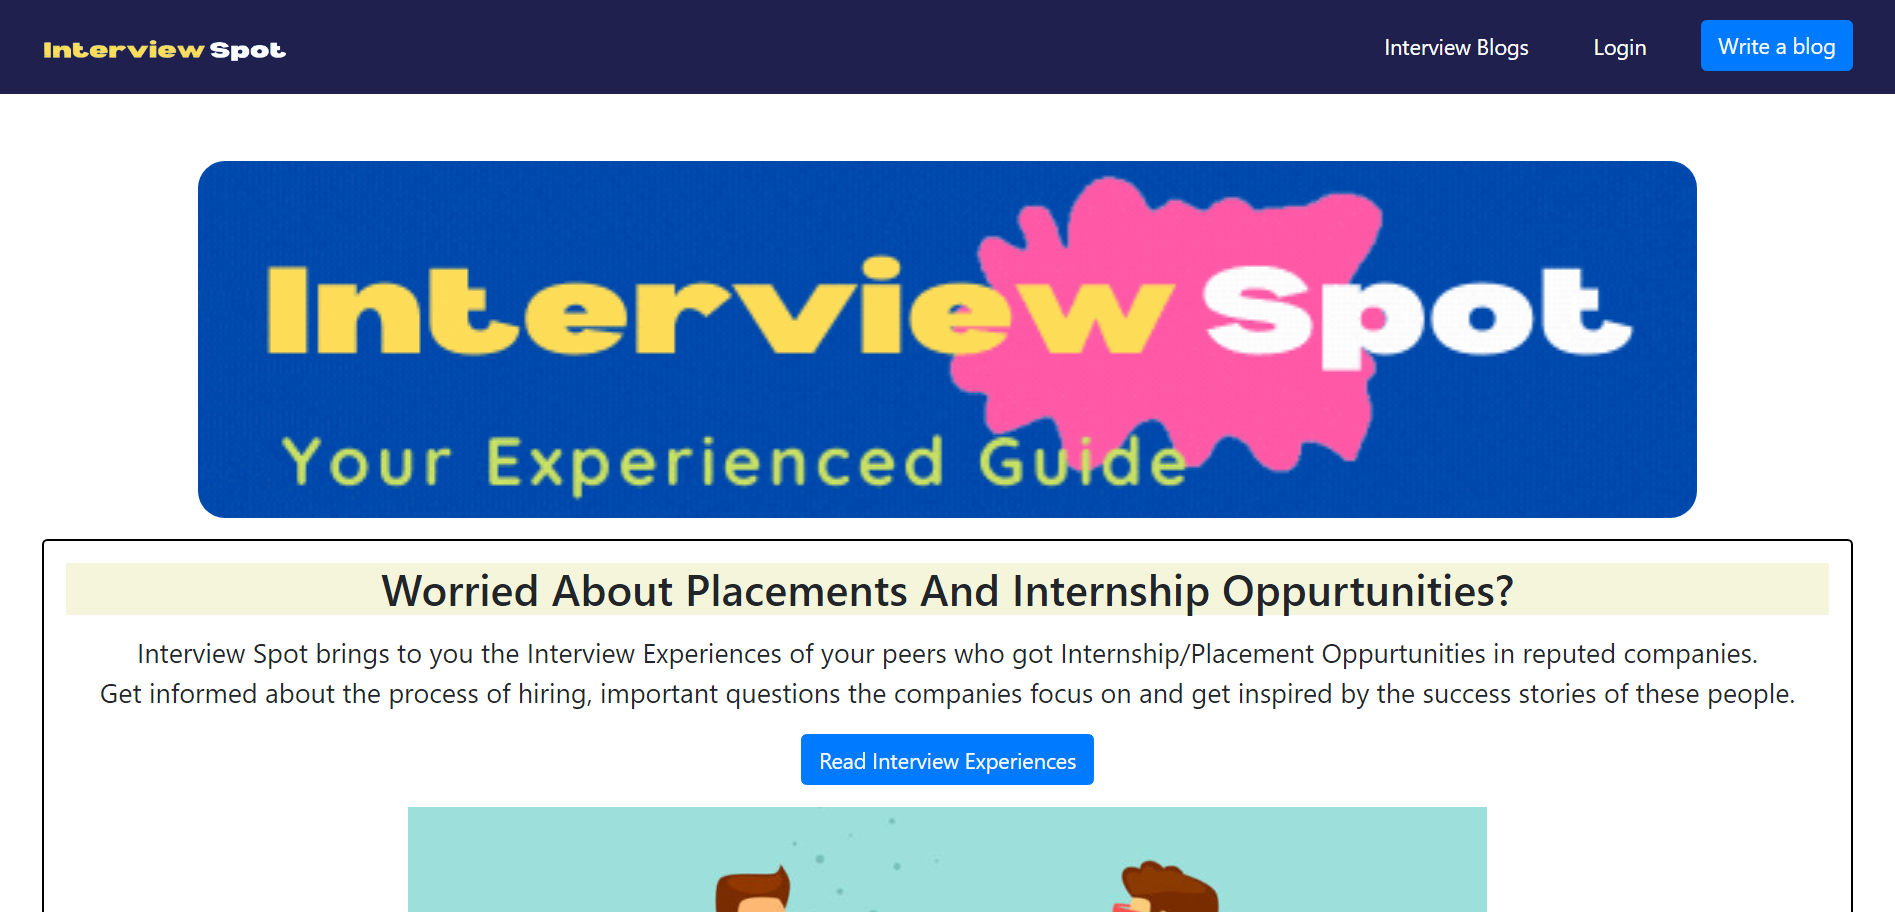 Interview Spot
Interview Blogs
Login
Write a blog
Interview Spot
Your Experienced Guide
Worried About Placements And Internship Oppurtunities?
Interview Spot brings to you the Interview Experiences of your peers who got Internship/Placement Oppurtunities in reputed companies.
Get informed about the process of hiring, important questions the companies focus on and get inspired by the success stories of these people.
Read Interview Experiences